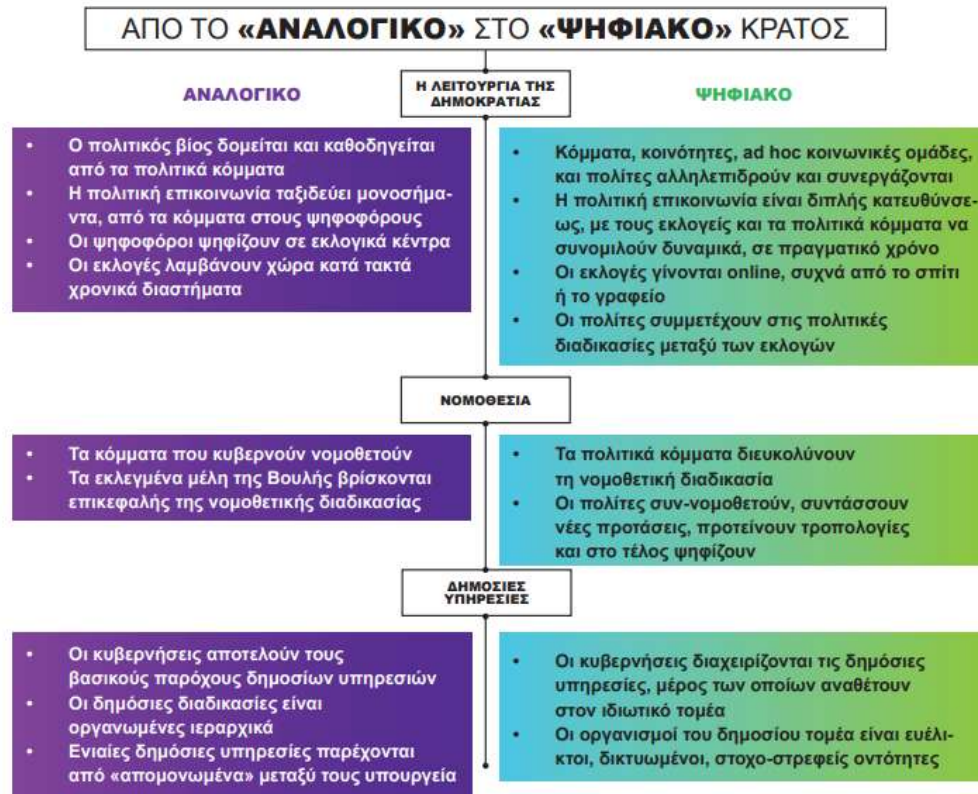 ΑΠΟ ΤΟ «ΑΝΑΛΟΓΙΚΟ» ΣΤΟ «ΨΗΦΙΑΚΟ» ΚΡΑΤΟΣ
ΑΝΑΛΟΓΙΚΟ
Η ΛΕΙΤΟΥΡΓΙΑ ΤΗΣ
ΔΗΜΟΚΡΑΤΙΑΣ
ΨΗΦΙΑΚΟ
• Ο πολιτικός βίος δομείται και καθοδηγείται
από τα πολιτικά κόμματα
• Η πολιτική επικοινωνία ταξιδεύει μονοσήμα-
ντα, από τα κόμματα στους ψηφοφόρους
• Οι ψηφοφόροι ψηφίζουν σε εκλογικά κέντρα
• Οι εκλογές λαμβάνουν χώρα κατά τακτά
χρονικά διαστήματα
• Κόμματα, κοινότητες, ad hoc κοινωνικές ομάδες,
και πολίτες αλληλεπιδρούν και συνεργάζονται
• Η πολιτική επικοινωνία είναι διπλής κατευθύνσε-
ως, με τους εκλογείς και τα πολιτικά κόμματα να
συνομιλούν δυναμικά, σε πραγματικό χρόνο
• Οι εκλογές γίνονται online, συχνά από το σπίτι
ή το γραφείο
• Οι πολίτες συμμετέχουν στις πολιτικές
διαδικασίες μεταξύ των εκλογών
ΝΟΜΟΘΕΣΙΑ
• Τα κόμματα που κυβερνούν νομοθετούν
• Τα εκλεγμένα μέλη της Βουλής βρίσκονται
επικεφαλής της νομοθετικής διαδικασίας
• Τα πολιτικά κόμματα διευκολύνουν
τη νομοθετική διαδικασία
• Οι πολίτες συν-νομοθετούν, συντάσσουν
νέες προτάσεις, προτείνουν τροπολογίες
και στο τέλος ψηφίζουν
ΔΗΜΟΣΙΕΣ
ΥΠΗΡΕΣΙΕΣ
• Οι κυβερνήσεις αποτελούν τους
βασικούς παρόχους δημοσίων υπηρεσιών
• Οι δημόσιες διαδικασίες είναι
οργανωμένες ιεραρχικά
• Ενιαίες δημόσιες υπηρεσίες παρέχονται
από «απομονωμένα» μεταξύ τους υπουργεία
• Οι κυβερνήσεις διαχειρίζονται τις δημόσιες
υπηρεσίες, μέρος των οποίων αναθέτουν
στον ιδιωτικό τομέα
• Οι οργανισμοί του δημοσίου τομέα είναι ευέλι-
κτοι, δικτυωμένοι, στοχο-στρεφείς οντότητες